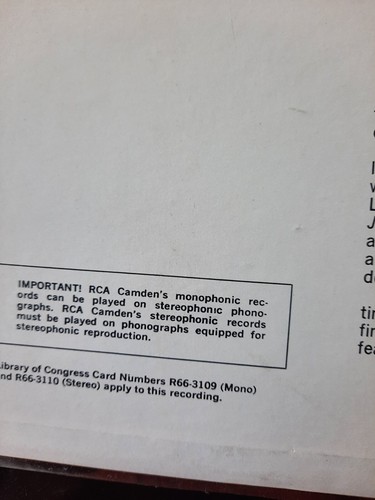 IMPORTANT! RCA Camden's monophonic rec-
ords can be played on stereophonic phono-
graphs. RCA Camden's stereophonic records
must be played on phonographs equipped for
stereophonic reproduction.
Library of Congress Card Numbers R66-3109 (Mono)
and R66-3110 (Stereo) apply to this recording.